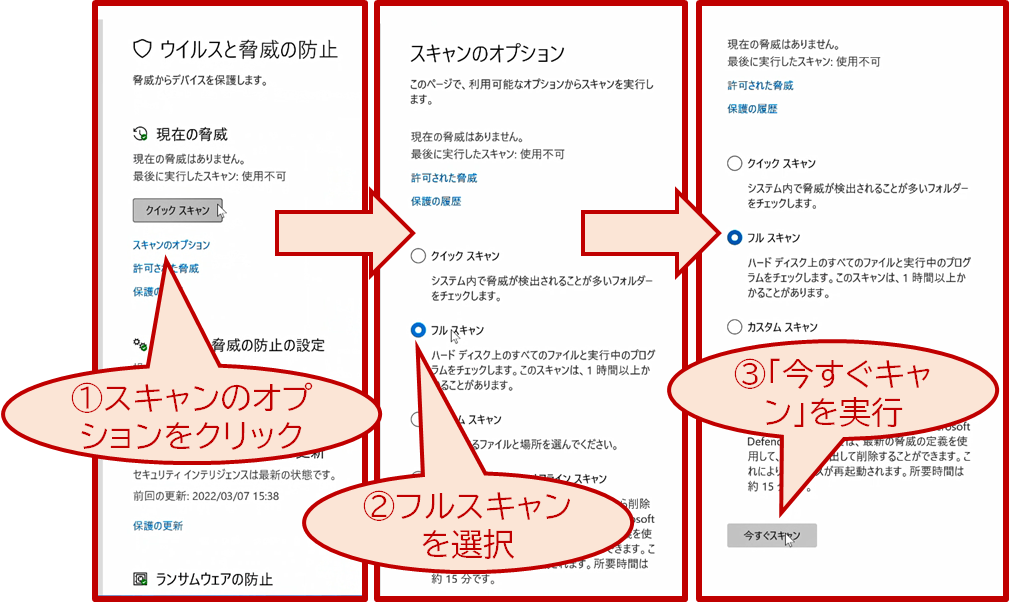 ウイルスと脅威の防止
脅威からデバイスを保護します。
現在の脅威
現在の脅威はありません。
最後に実行したスキャン: 使用不可
クイック スキャン
スキャンのオプション
許可された脅威
保護の
脅威の防止の設定
①スキャンのオプ
ションをクリック
更新
セキュリティ インテリジェンスは最新の状態です。
前回の更新: 2022/03/07 15:38
保護の更新
ランサムウェアの防止
スキャンのオプション
このページで、利用可能なオプションからスキャンを実行し
ます。
現在の脅威はありません。
最後に実行したスキャン: 使用不可
許可された脅威
保護の履歴
クイック スキャン
システム内で脅威が検出されることが多いフォルダー
をチェックします。
フル スキャン
ハード ディスク上のすべてのファイルと実行中のプログ
ラムをチェックします。このスキャンは、1 時間以上か
かることがあります。
ム スキャン
るファイルと場所を選んでください。
フライン スキャン
②フルスキャン
を選択
ら削除
osoft
を使
できます。こ
されます。所要時間は
約 15 分です。
現在の脅威はありません。
最後に実行したスキャン: 使用不可
許可された脅威
保護の履歴
クイック スキャン
システム内で脅威が検出されることが多いフォルダー
をチェックします。
フル スキャン
ハード ディスク上のすべてのファイルと実行中のプログ
ラムをチェックします。このスキャンは、1 時間以上か
かることがあります。
カスタム スキャン
③「今すぐキャ
ン」を実行
osoft
Defen は、最新の脅威の定義を使
用して、 出して削除することができます。こ
れにより スが再起動されます。所要時間は
約 15
今すぐスキャン